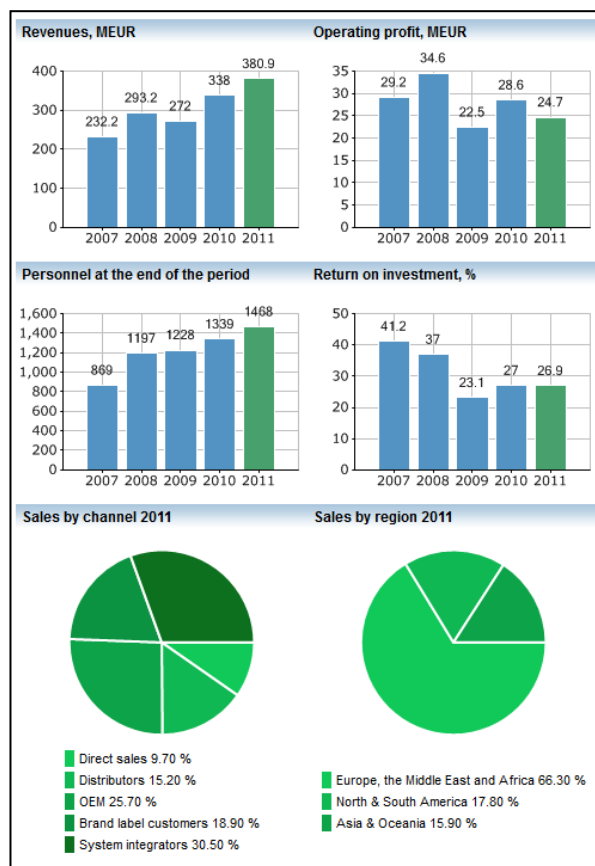 Revenues, MEUR
400
300
200
100
0
232.2
293.2
272
338
380.9
2007 2008 2009 2010 2011
Operating profit, MEUR
35
30
25
20
15
10
5
0
29.2
34.6
22.5
28.6
24.7
2007 2008 2009 2010 2011
Personnel at the end of the period
1,600
1,400
1,200
1,000
800
600
400
200
0
869
1197
1228
1339
1468
2007 2008 2009 2010 2011
Return on investment, %
50
40
30
20
10
0
41.2
37
23.1
27
26.9
2007 2008 2009 2010 2011
Sales by channel 2011
Direct sales 9.70 %
Distributors 15.20 %
OEM 25.70 %
Brand label customers 18.90 %
System integrators 30.50 %
Sales by region 2011
Europe, the Middle East and Africa 66.30 %
North & South America 17.80 %
Asia & Oceania 15.90 %